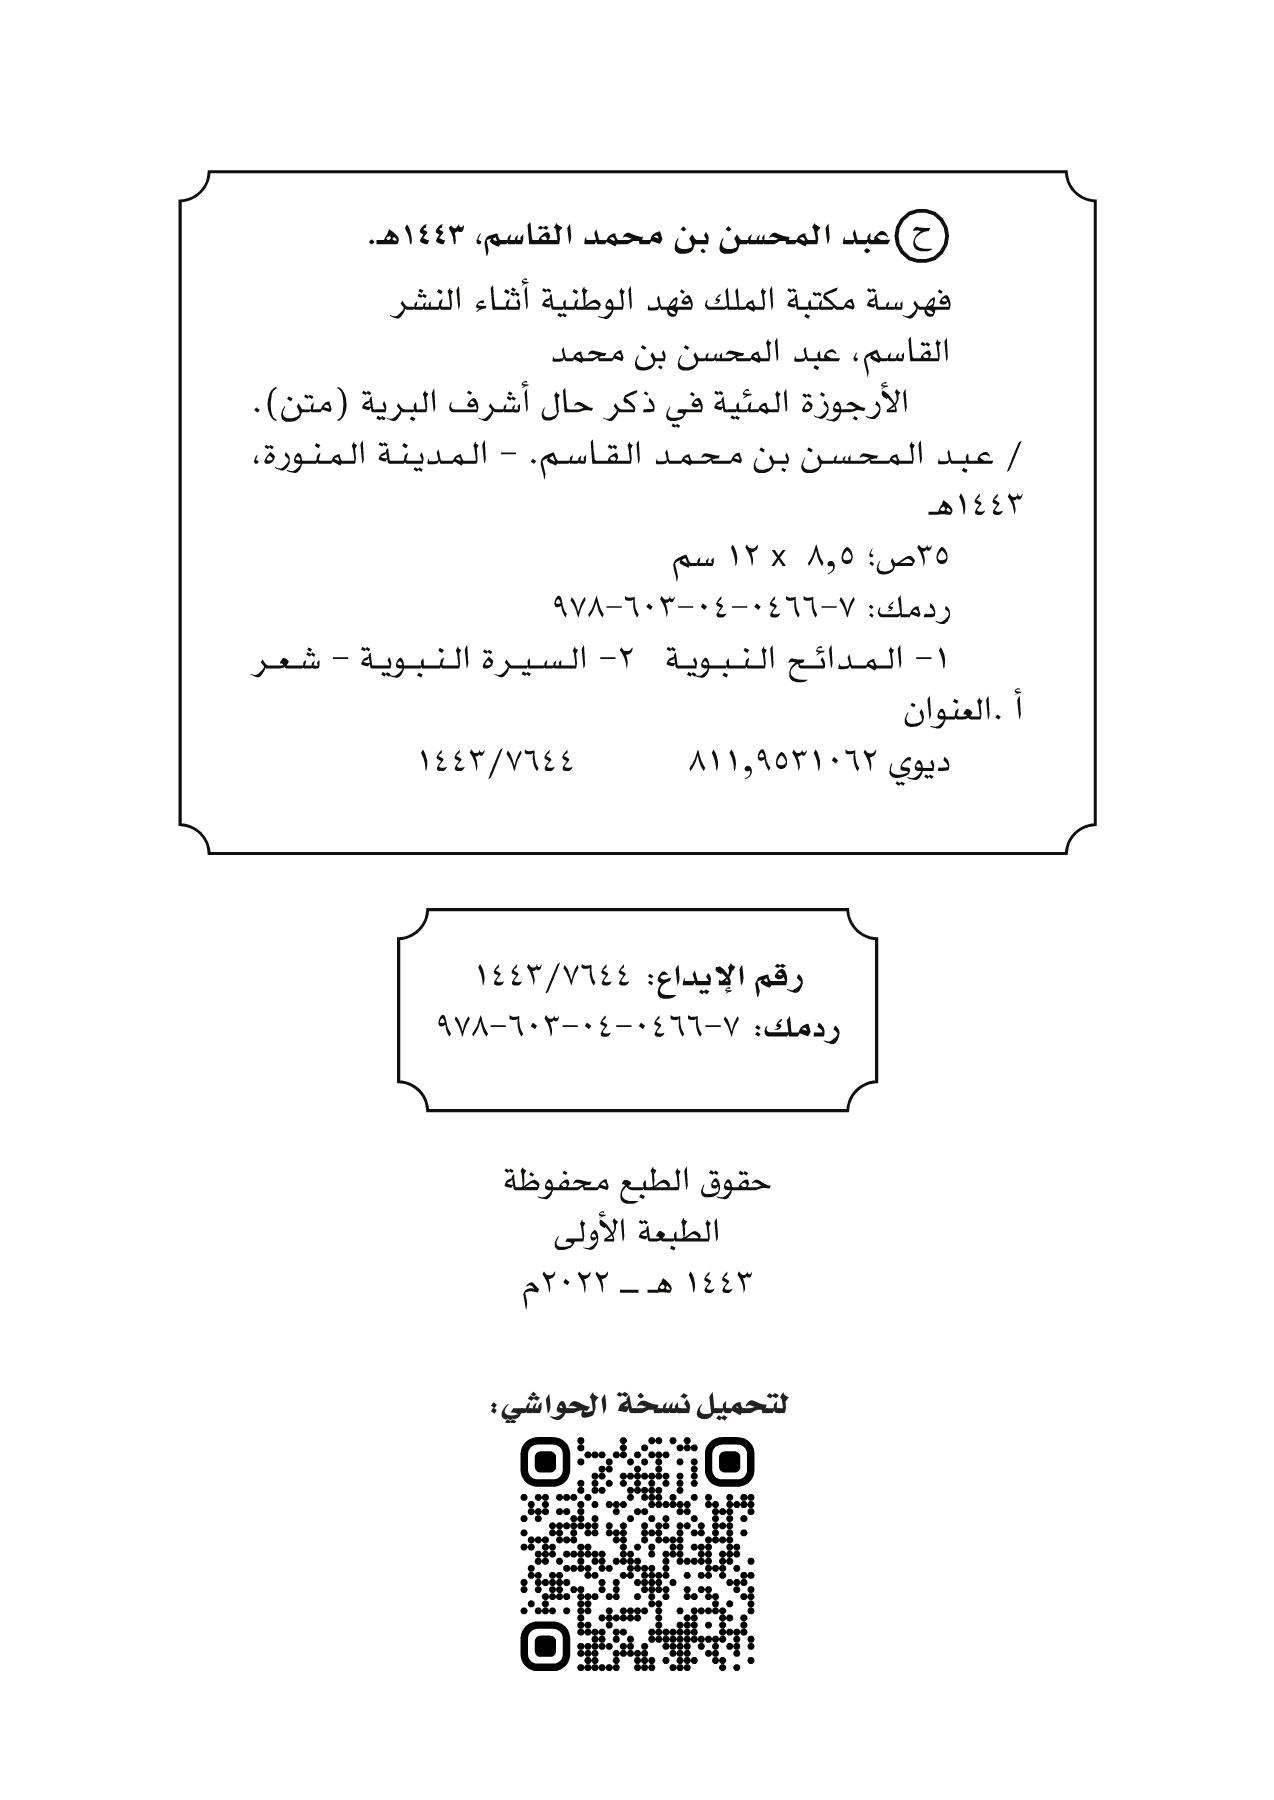 ح عبد المحسن بن محمد القاسم، ١٤٤٣هـ.
فهرسة مكتبة الملك فهد الوطنية أثناء النشر
القاسم، عبد المحسن بن محمد
الأرجوزة المئية في ذكر حال أشرف البرية (متن).
/ عبد المحسن بن محمد القاسم. – المدينة المنورة،
١٤٤٣هـ
٣٥ص؛ ٨,٥ x ١٢ سم
ردمك: ٧–٠٤٦٦–٠٤–٦٠٣–٩٧٨
١– المدائح النبوية ٢– السيرة النبوية – شعر
أ .العنوان
ديوي ٨١١,٩٥٣١٠٦٢ ١٤٤٣/٧٦٤٤
رقم الإيداع: ١٤٤٣/٧٦٤٤
ردمك: ٧–٠٤٦٦–٠٤–٦٠٣–٩٧٨
حقوق الطبع محفوظة
الطبعة الأولى
١٤٤٣ هـ ــ ٢٠٢٢م
لتحميل نسخة الحواشي: